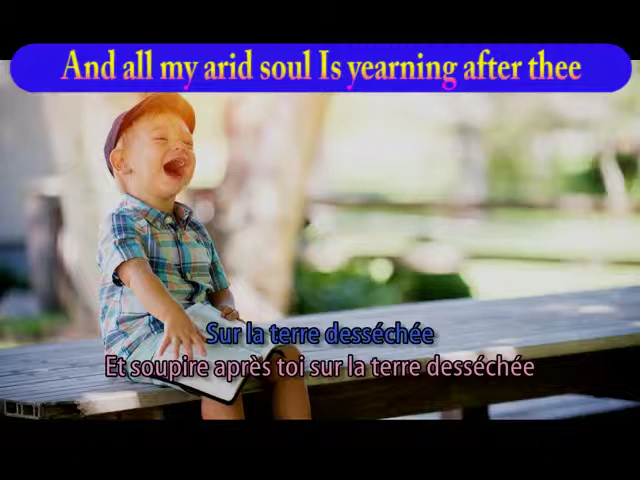 And all my arid soul Is yearning after thee
Sur la terre desséchée
Et soupire après toi sur la terre desséchée